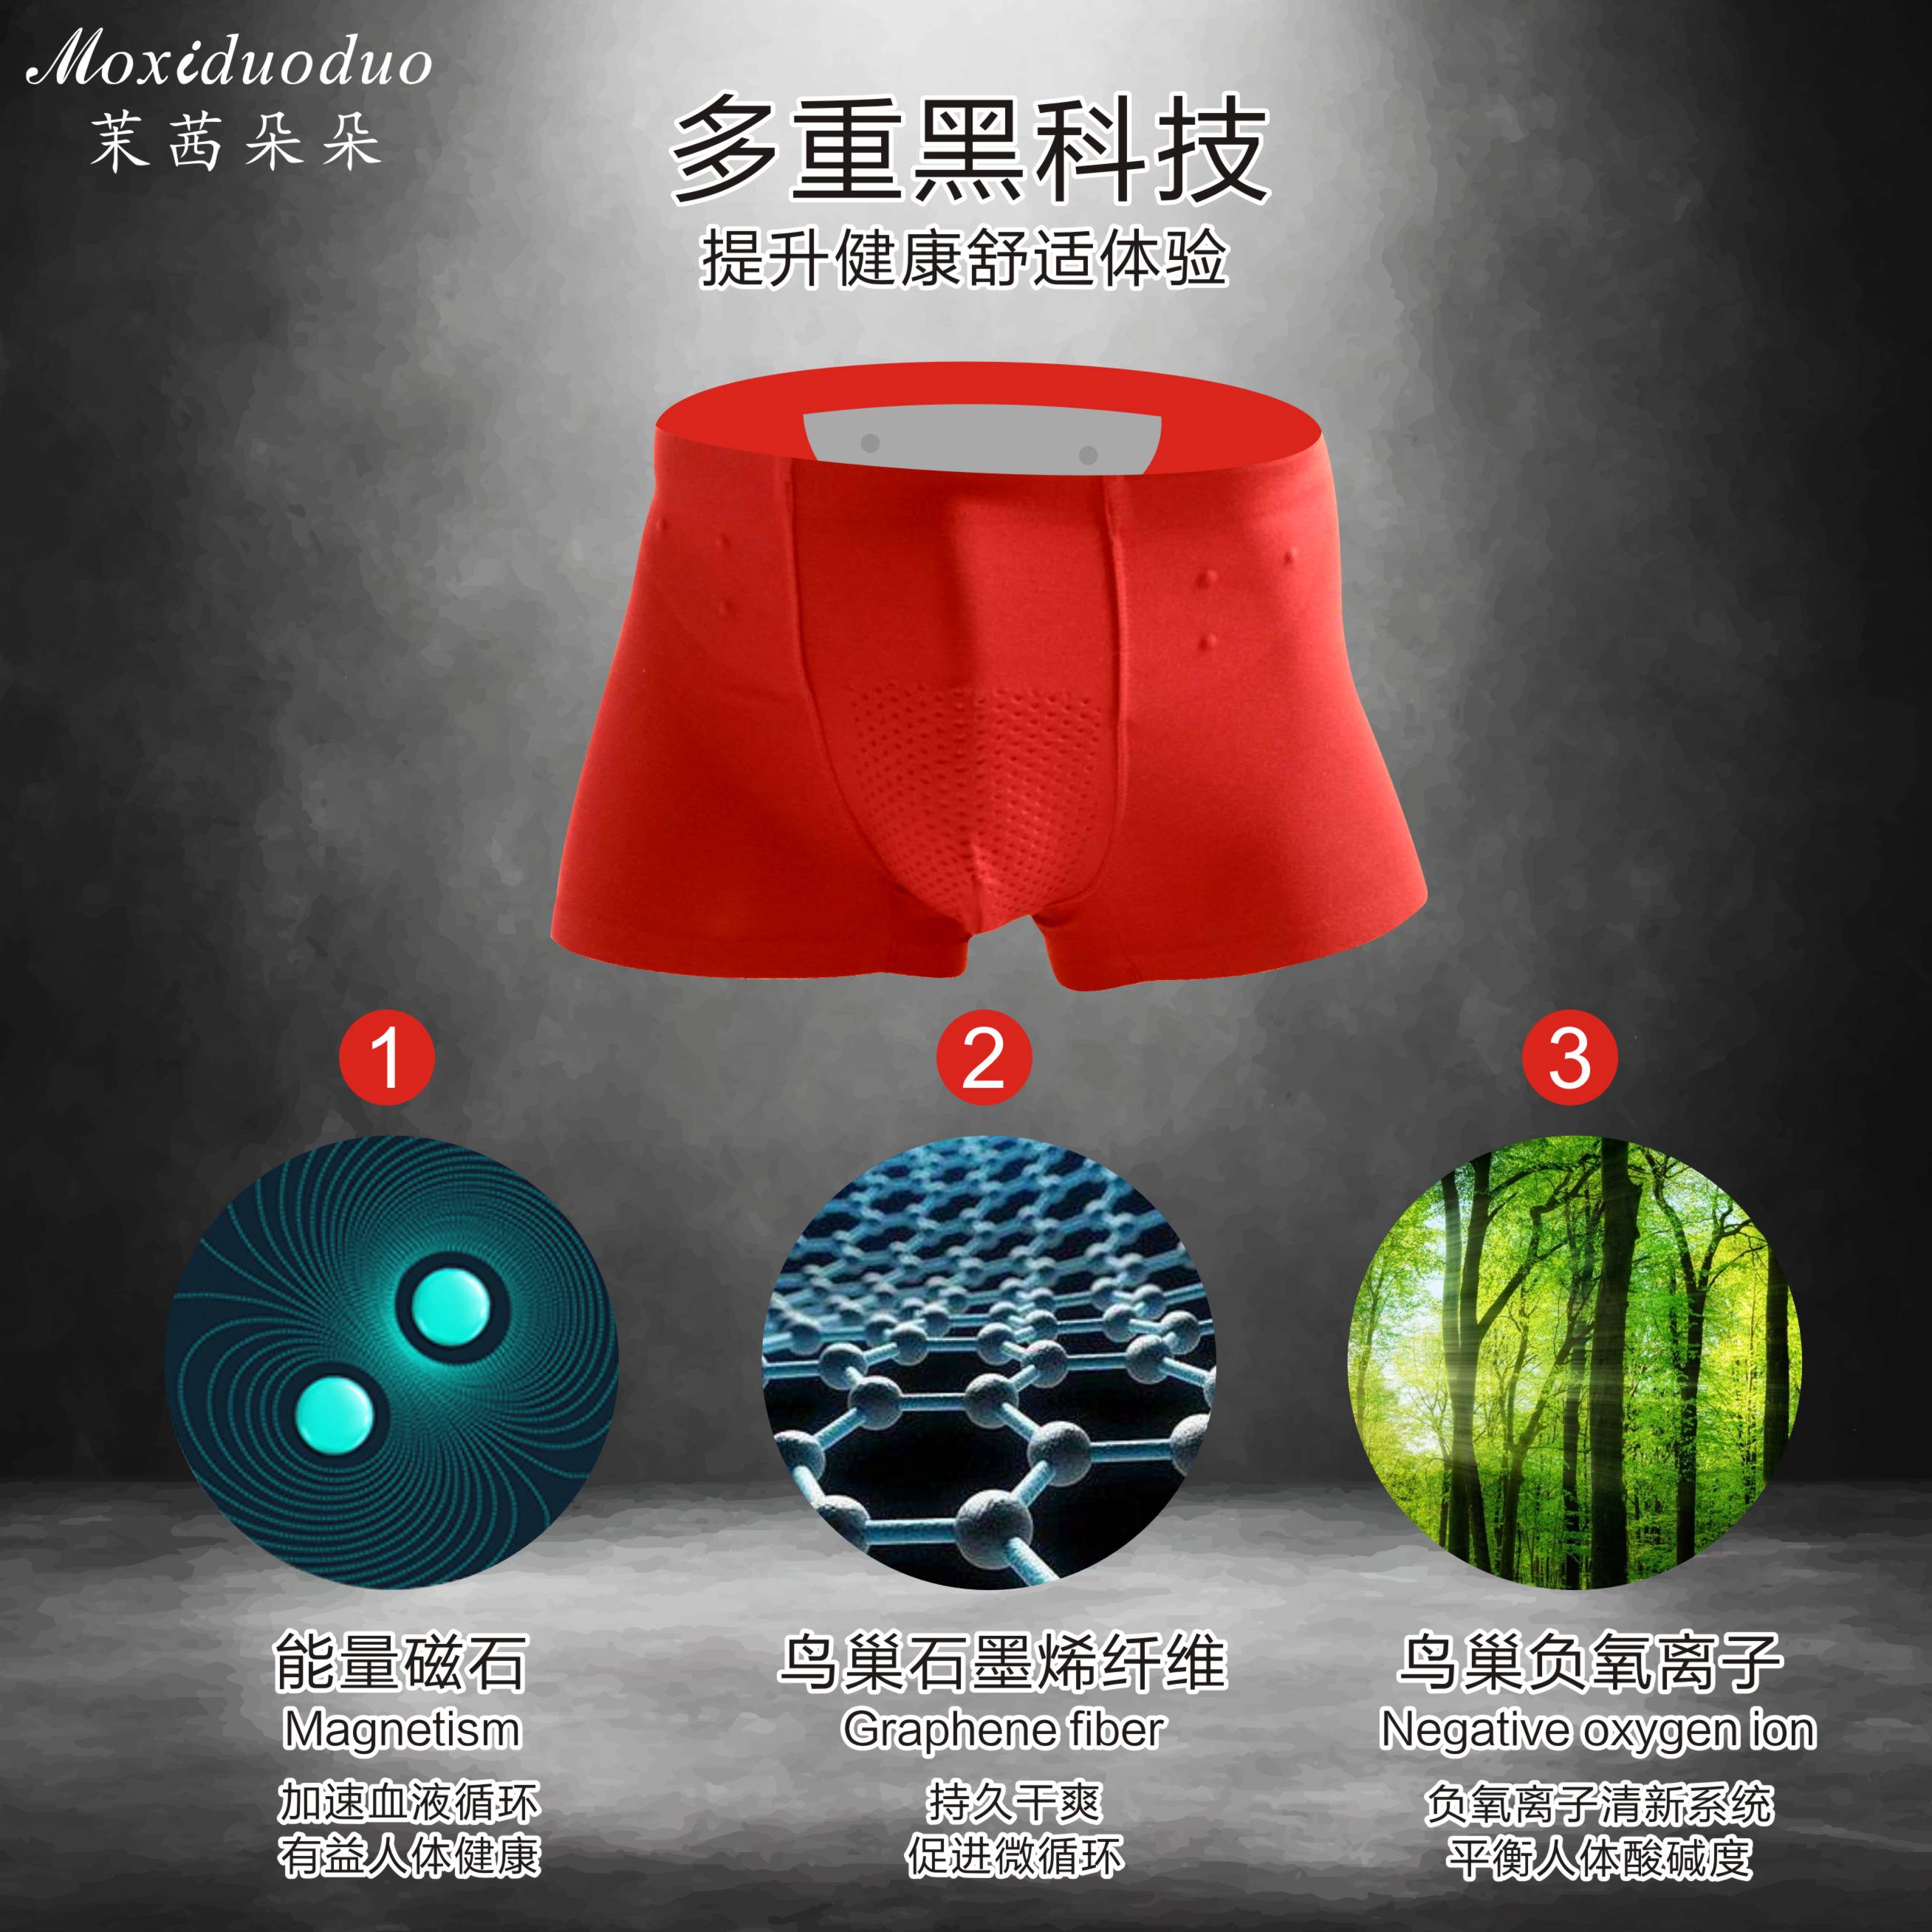 Moxiduoduo
茉茜朵朵
多重黑科技
提升健康舒适体验
1
2
3
能量磁石
Magnetism
加速血液循环
有益人体健康
鸟巢石墨烯纤维
Graphene fiber
持久干爽
促进微循环
鸟巢负氧离子
Negative oxygen ion
负氧离子清新系统
平衡人体酸碱度